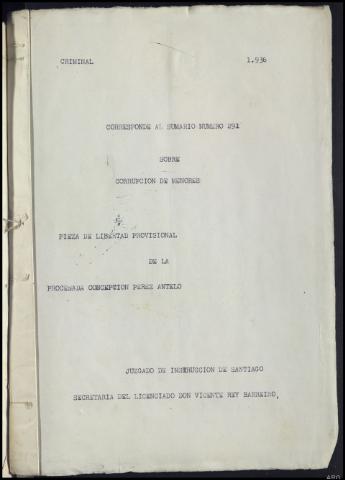 CRIMINAL 1.936
CORRESPONDE AL SUMARIO NUMERO 291
SOBRE
CORRUPCION DE MENORES
PIEZA DE LIBERTAD PROVISIONAL
DE LA
PROCESADA CONCEPCION PEREZ ANTELO
JUZGADO DE INSTRUCCION DE SANTIAGO
SECRETARIA DEL LICENCIADO DON VICENTE REY BARREIRO,